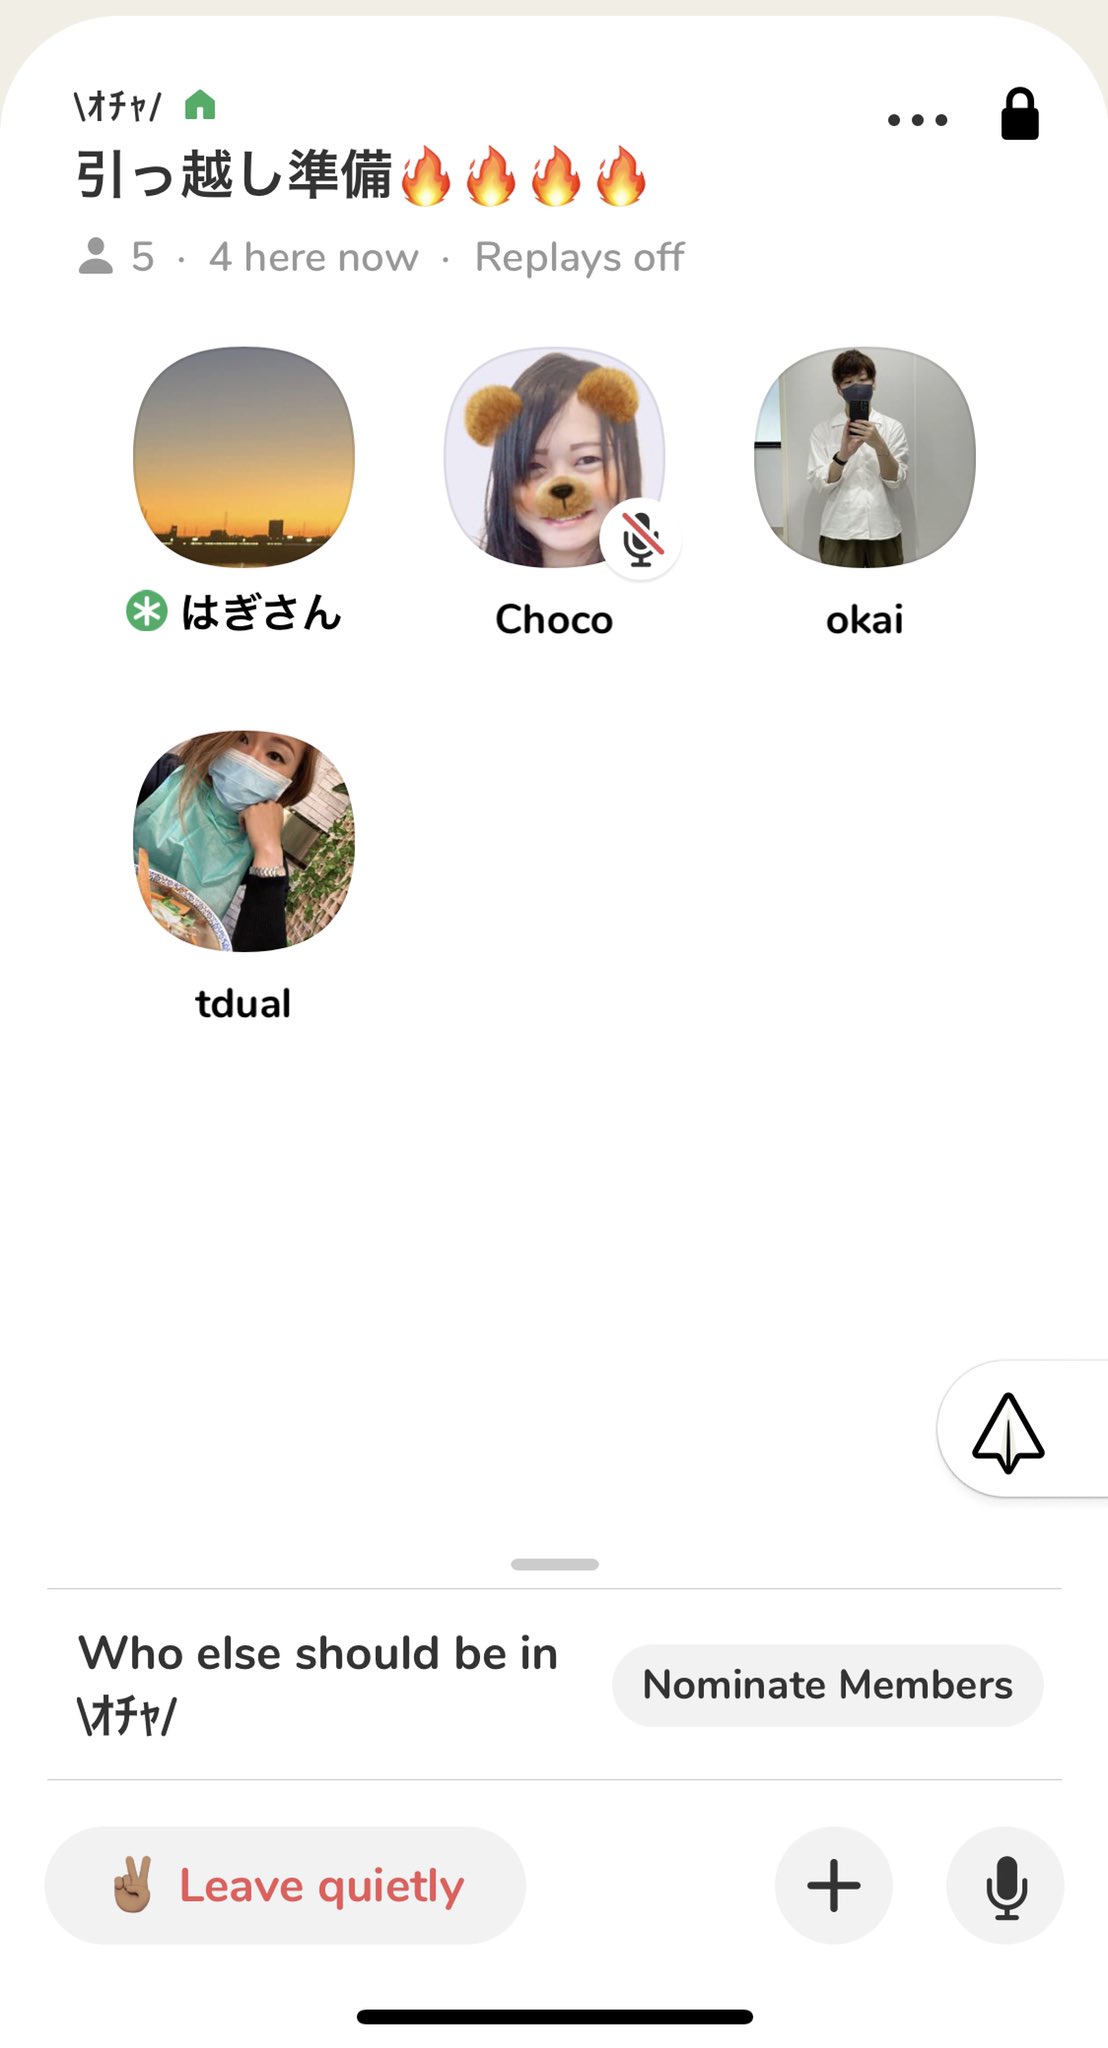 \オチャ/
引っ越し準備🔥🔥🔥🔥
5 · 4 here now · Replays off
はぎさん
Choco
okai
tdual
Who else should be in
\オチャ/
Nominate Members
✌🏽 Leave quietly